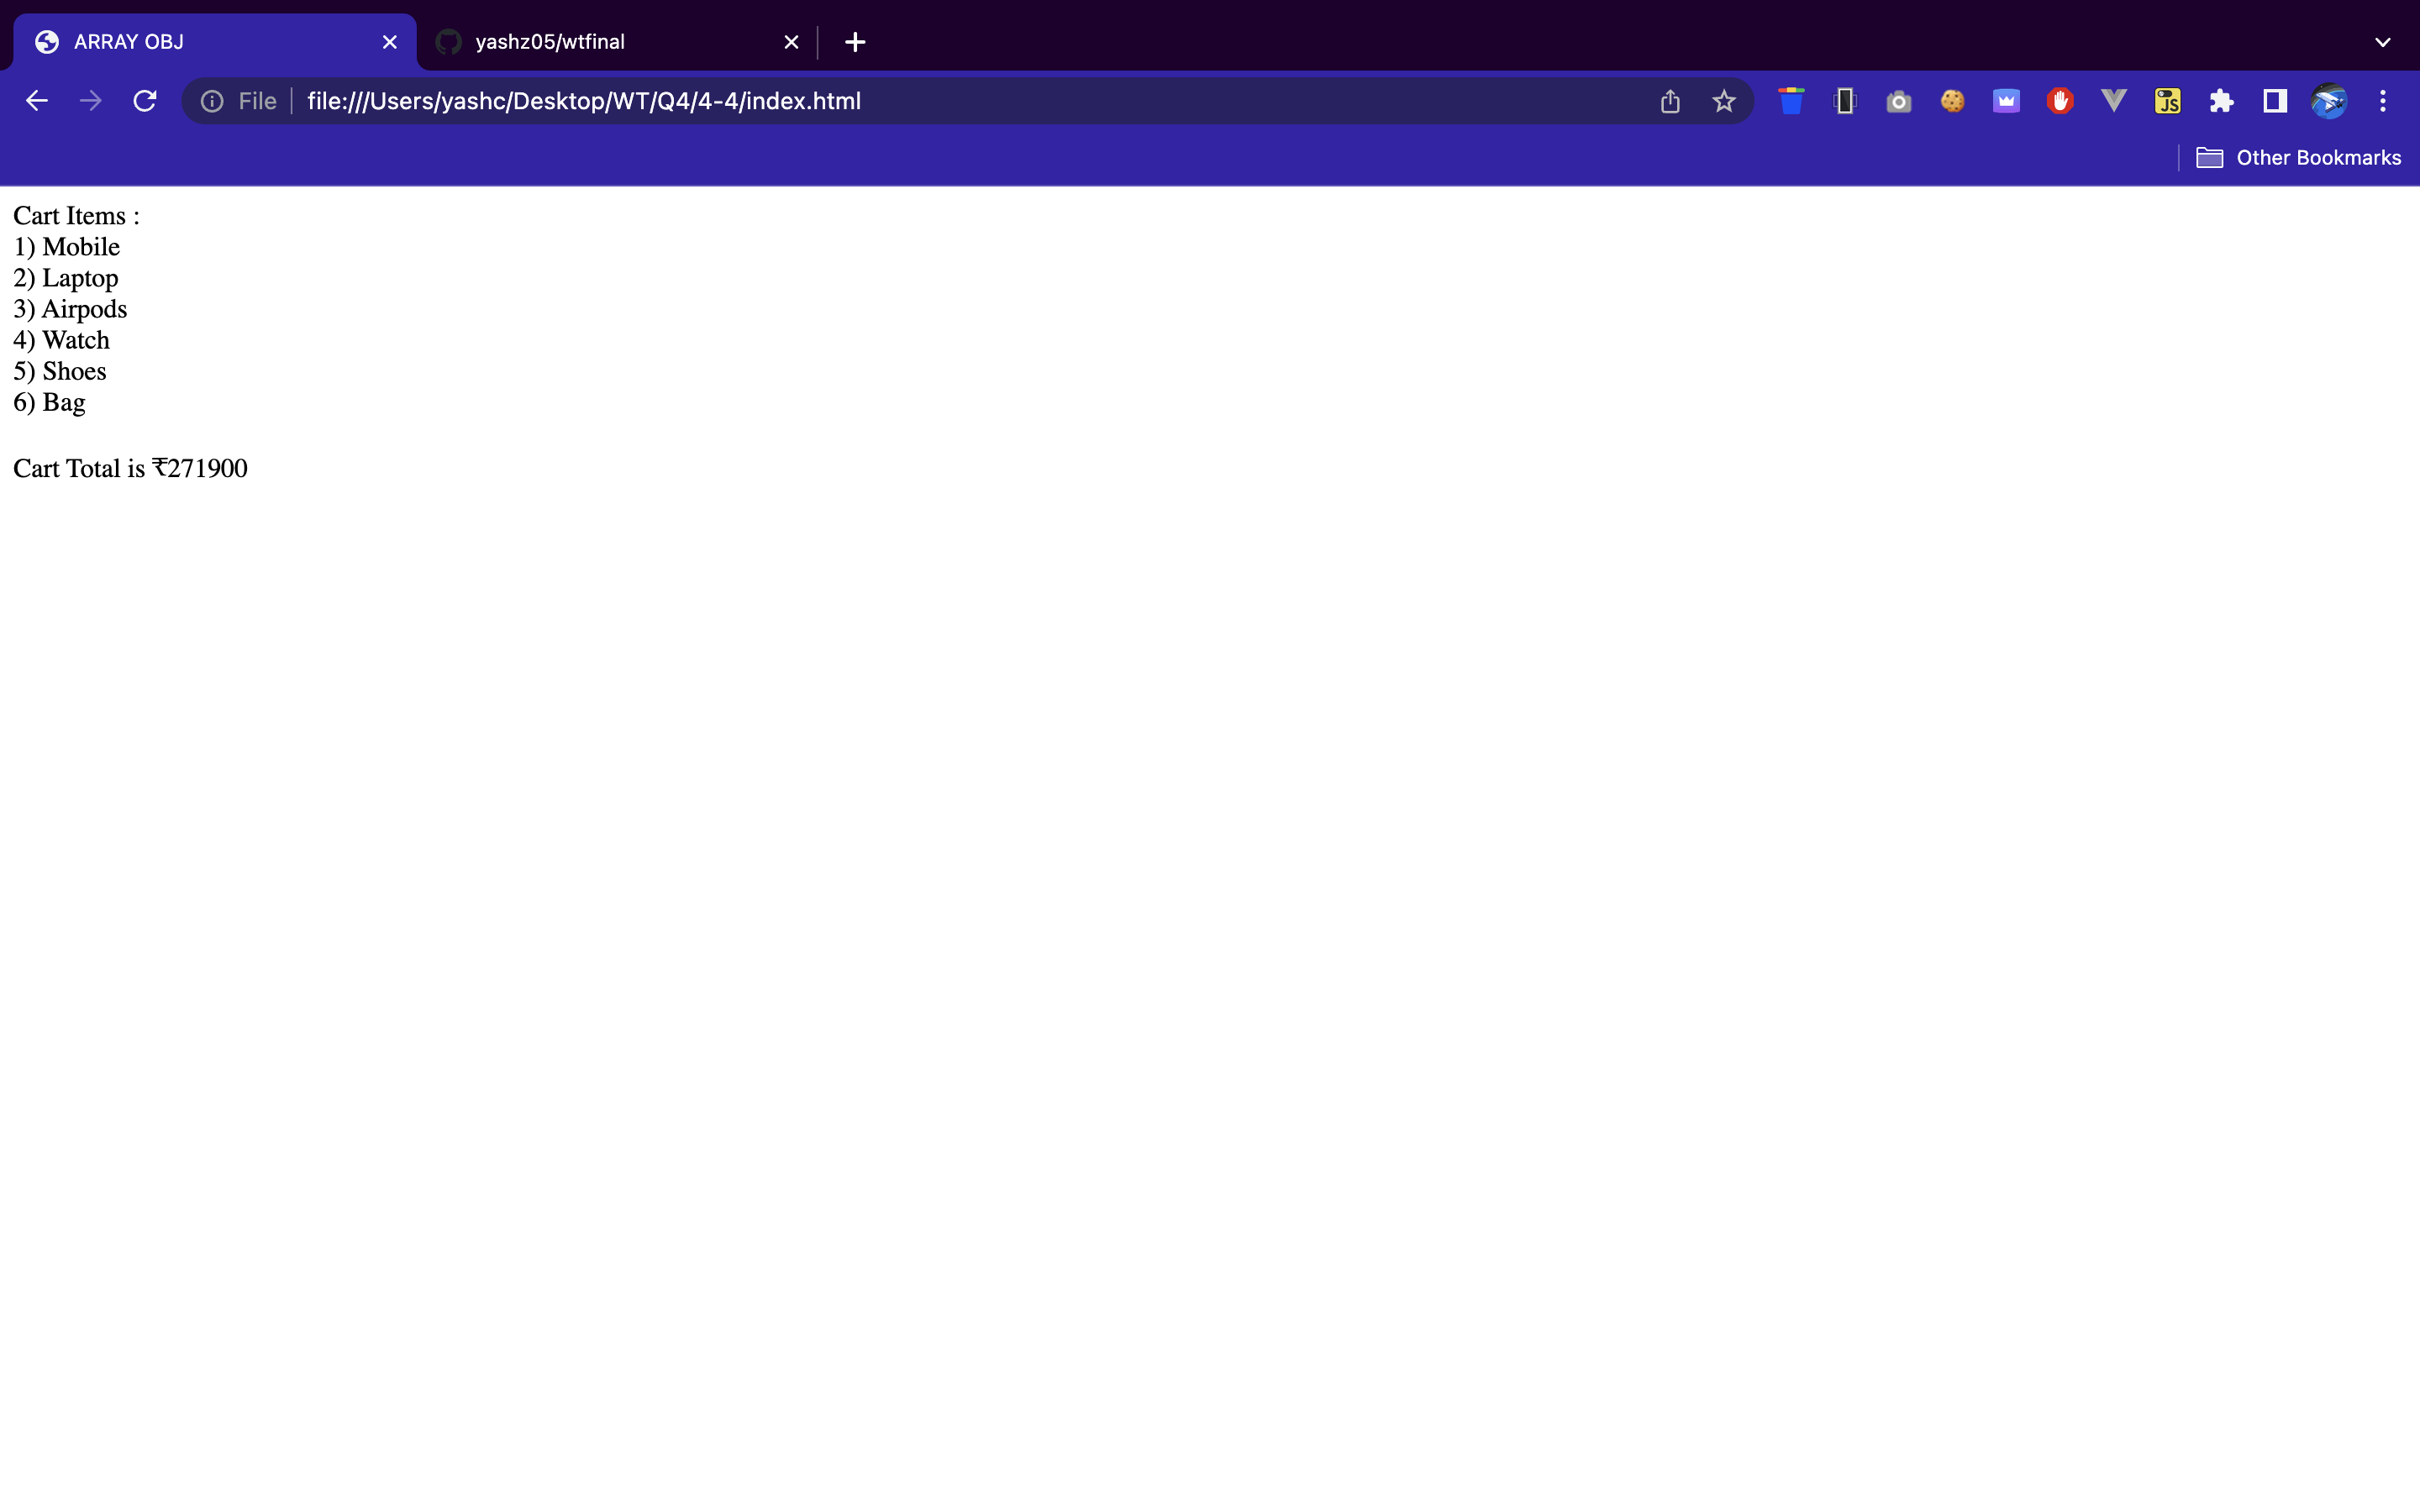 ARRAY OBJ
yashz05/wtfinal
File
file:///Users/yashc/Desktop/WT/Q4/4-4/index.html
JS
Other Bookmarks
Cart Items :
1) Mobile
2) Laptop
3) Airpods
4) Watch
5) Shoes
6) Bag
Cart Total is ₹271900